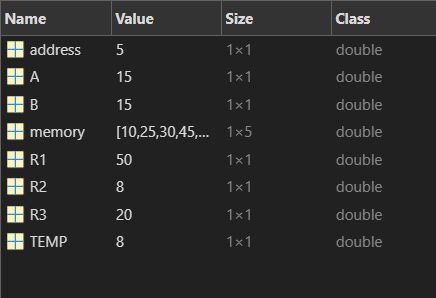 Name Value Size Class
address 5 1×1 double
A 15 1×1 double
B 15 1×1 double
memory [10,25,30,45,... 1×5 double
R1 50 1×1 double
R2 8 1×1 double
R3 20 1×1 double
TEMP 8 1×1 double